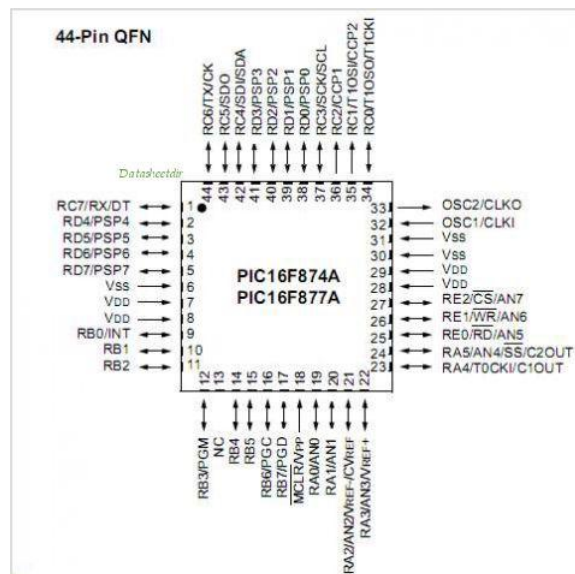 44-Pin QFN
RC6/TX/CK
RC5/SDO
RC4/SDI/SDA
RD3/PSP3
RD2/PSP2
RD1/PSP1
RD0/PSP0
RC3/SCK/SCL
RC2/CCP1
RC1/T1OSI/CCP2
RC0/T1OSO/T1CKI
Datasheetdir
44 43 42 41 40 39 38 37 36 35 34
RC7/RX/DT 1 33 OSC2/CLKO
RD4/PSP4 2 32 OSC1/CLKI
RD5/PSP5 3 31 VSS
RD6/PSP6 4 30 VSS
RD7/PSP7 5 29 VDD
VSS 6 28 VDD
VDD 7 27 RE2/CS/AN7
VDD 8 26 RE1/WR/AN6
RB0/INT 9 25 RE0/RD/AN5
RB1 10 24 RA5/AN4/SS/C2OUT
RB2 11 23 RA4/T0CKI/C1OUT
PIC16F874A
PIC16F877A
12 13 14 15 16 17 18 19 20 21 22
RB3/PGM
NC
RB4
RB5
RB6/PGC
RB7/PGD
MCLR/VPP
RA0/AN0
RA1/AN1
RA2/AN2/VREF-/CVREF
RA3/AN3/VREF+